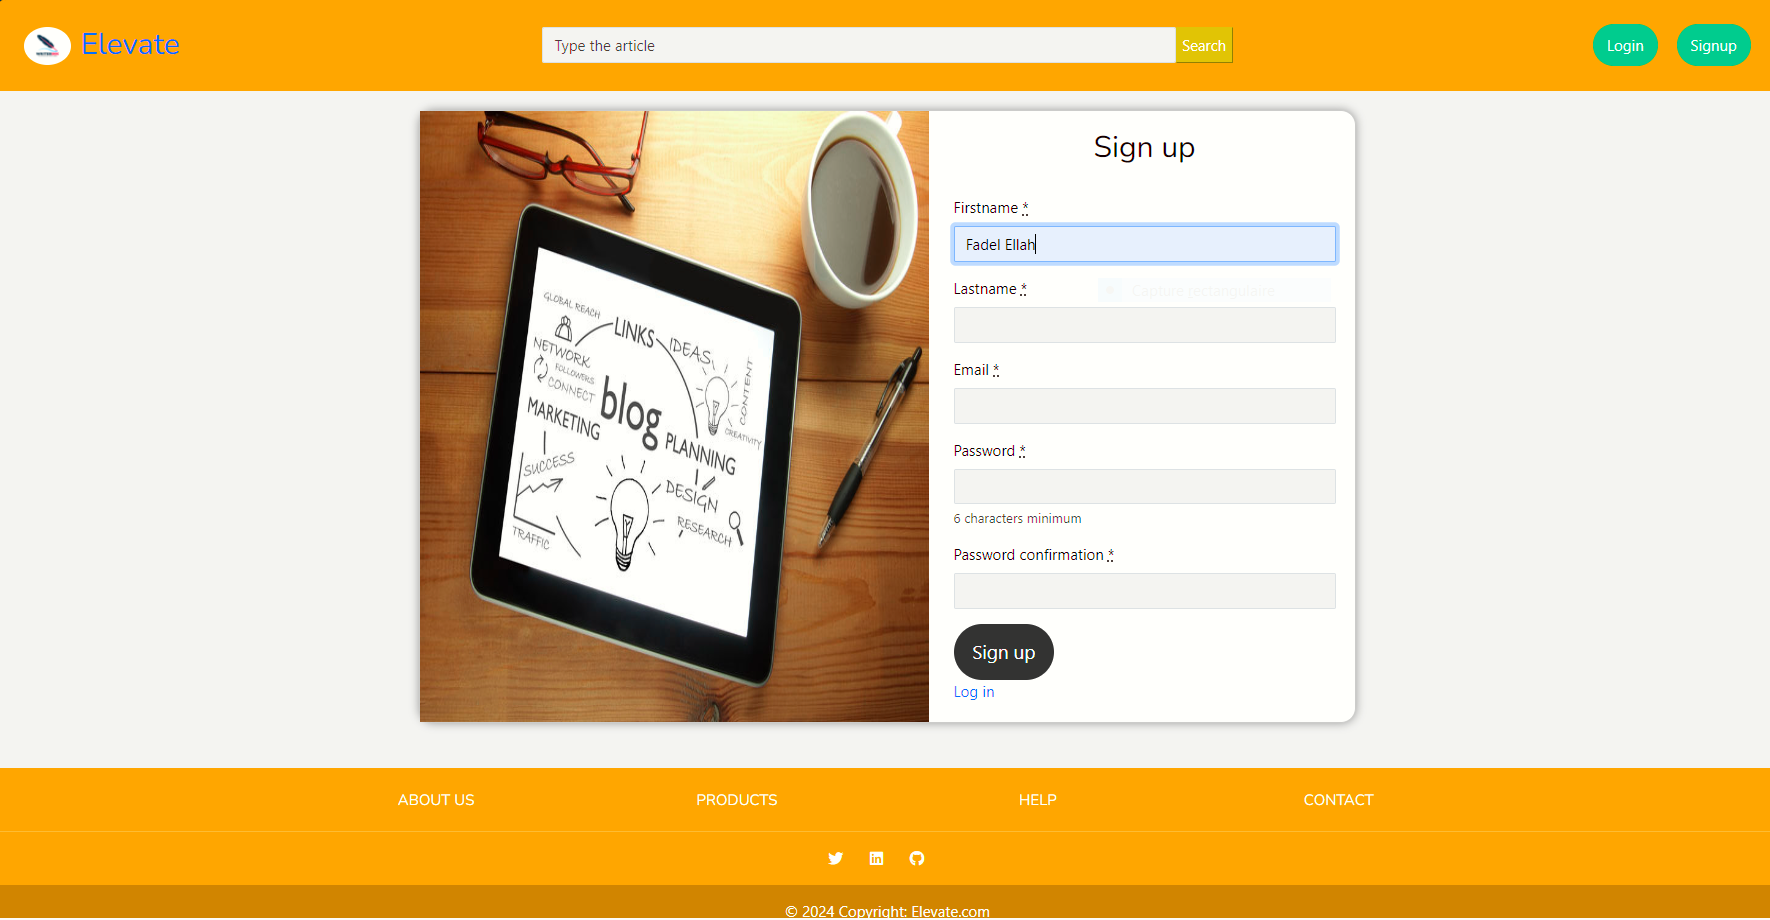 Elevate
Type the article
Search
Login
Signup
GLOBAL REACH
LINKS
IDEAS
NETWORK
FOLLOWERS
CONNECT
CONTENT
blog
CREATIVITY
MARKETING
PLANNING
SUCCESS
DESIGN
RESEARCH
TRAFFIC
Sign up
Firstname *
Fadel Ellah
Lastname *
Capture rectangulaire
Email *
Password *
6 characters minimum
Password confirmation *
Sign up
Log in
ABOUT US
PRODUCTS
HELP
CONTACT
© 2024 Copyright: Elevate.com